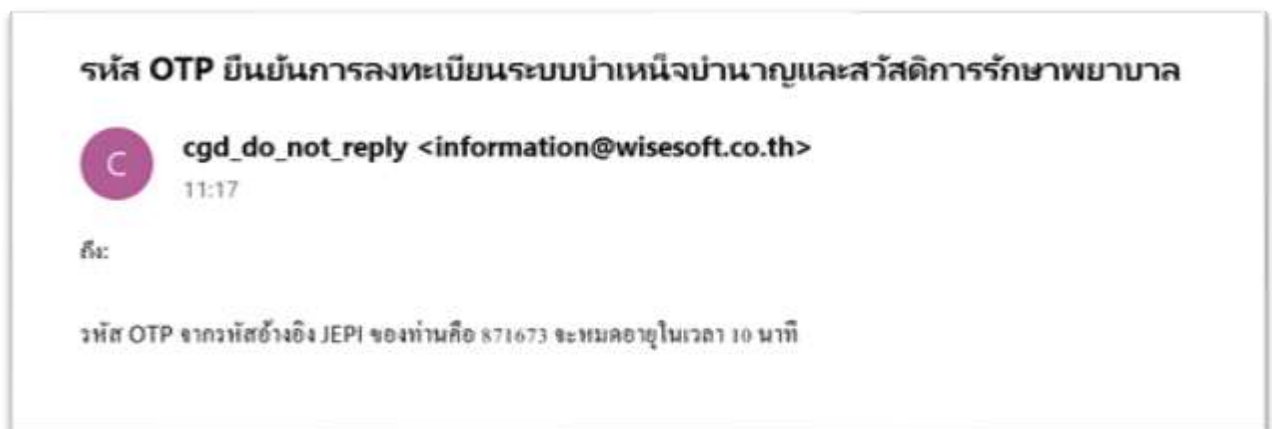 รหัส OTP ยืนยันการลงทะเบียนระบบบำเหน็จบำนาญและสวัสดิการรักษาพยาบาล
C
cgd_do_not_reply <information@wisesoft.co.th>
11:17
ถึง:
รหัส OTP จากรหัสอ้างอิง JEPI ของท่านคือ 871673 จะหมดอายุในเวลา 10 นาที